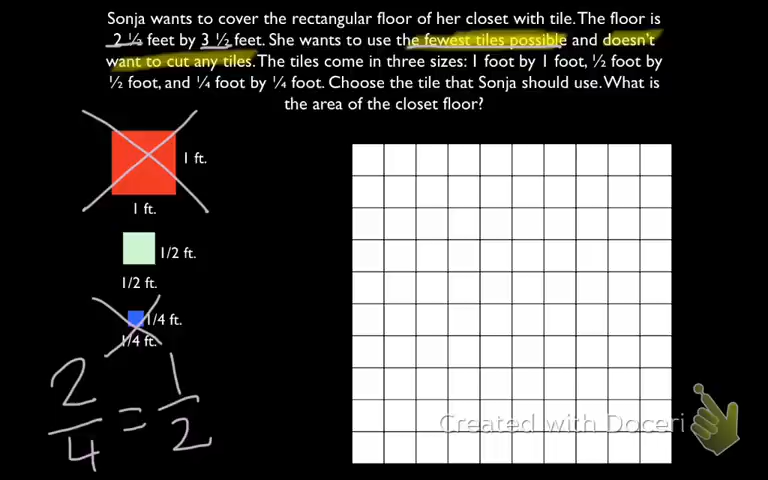 Sonja wants to cover the rectangular floor of her closet with tile. The floor is
2 ½ feet by 3 ½ feet. She wants to use the fewest tiles possible and doesn't
want to cut any tiles. The tiles come in three sizes: 1 foot by 1 foot, ½ foot by
½ foot, and ¼ foot by ¼ foot. Choose the tile that Sonja should use. What is
the area of the closet floor?
1 ft.
1 ft.
1/2 ft.
1/2 ft.
1/4 ft.
1/4 ft.
2/4 = 1/2
Created with Doceri